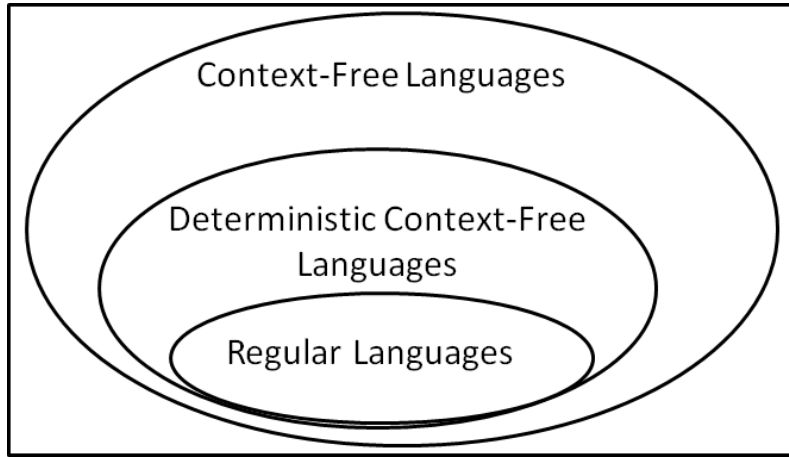 Context-Free Languages
Deterministic Context-Free
Languages
Regular Languages